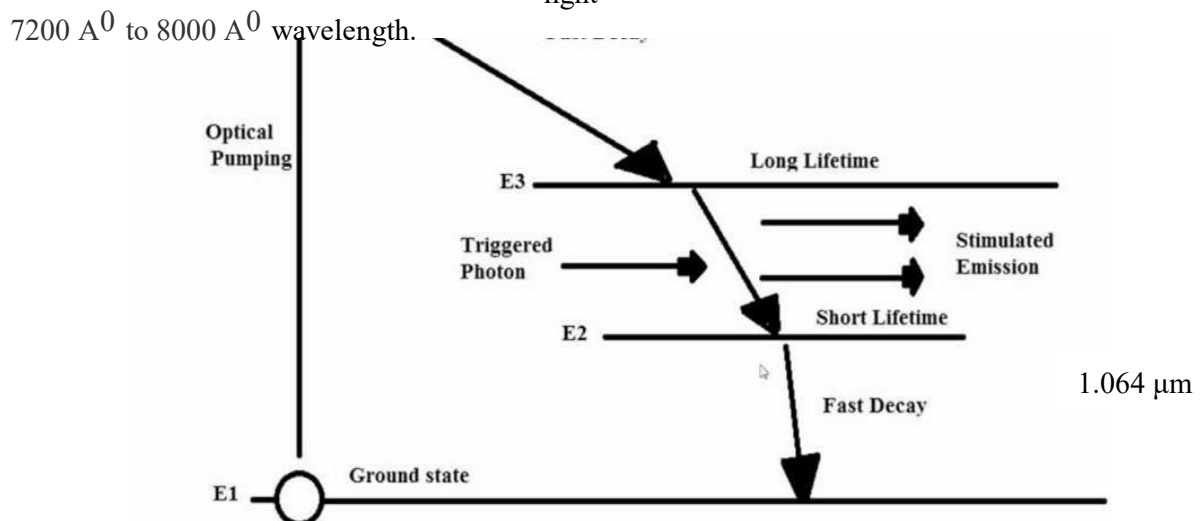 light
7200 A0 to 8000 A0 wavelength.
Optical
Pumping
Long Lifetime
E3
Triggered
Photon
Stimulated
Emission
Short Lifetime
E2
1.064 μm
Fast Decay
Ground state
E1